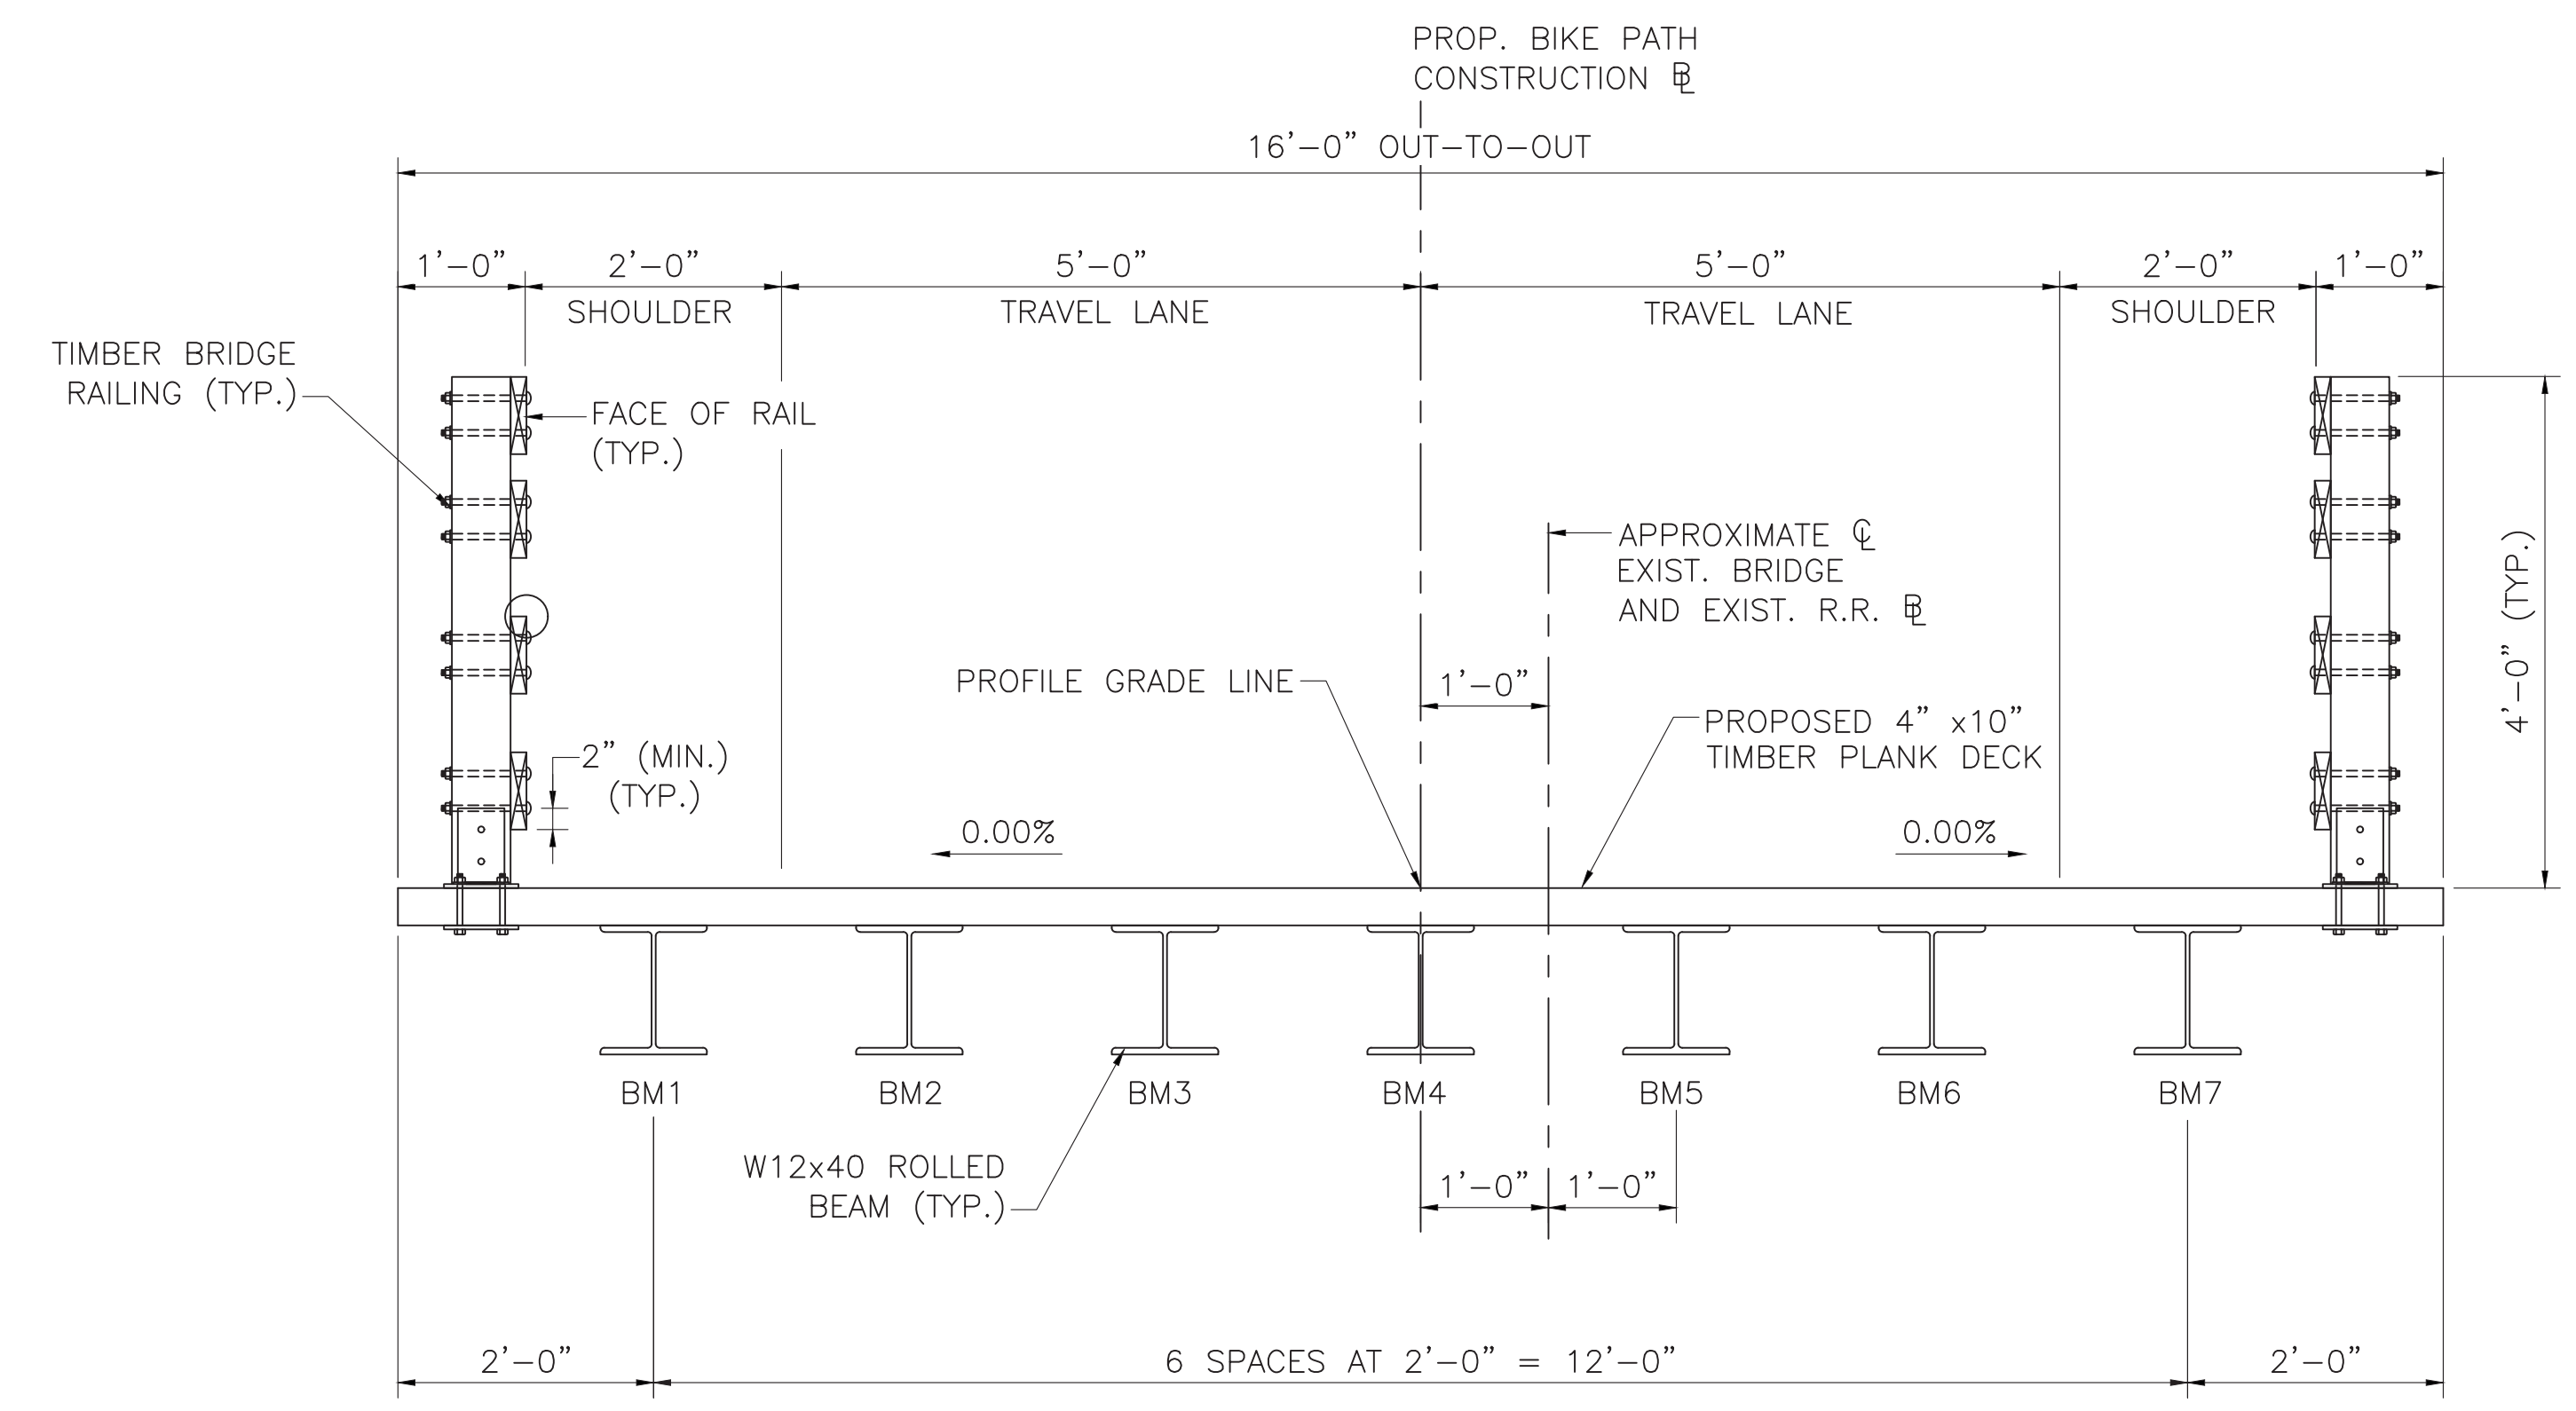 PROP. BIKE PATH
CONSTRUCTION ⅊
16'-0" OUT-TO-OUT
1'-0" 2'-0" 5'-0" 5'-0" 2'-0" 1'-0"
SHOULDER TRAVEL LANE TRAVEL LANE SHOULDER
TIMBER BRIDGE
RAILING (TYP.)
FACE OF RAIL
(TYP.)
APPROXIMATE ℄
EXIST. BRIDGE
AND EXIST. R.R. BL
4'-0" (TYP.)
PROFILE GRADE LINE
1'-0"
PROPOSED 4" x10"
TIMBER PLANK DECK
2" (MIN.)
(TYP.)
0.00% 0.00%
BM1 BM2 BM3 BM4 BM5 BM6 BM7
W12x40 ROLLED
BEAM (TYP.)
1'-0" 1'-0"
2'-0" 6 SPACES AT 2'-0" = 12'-0" 2'-0"